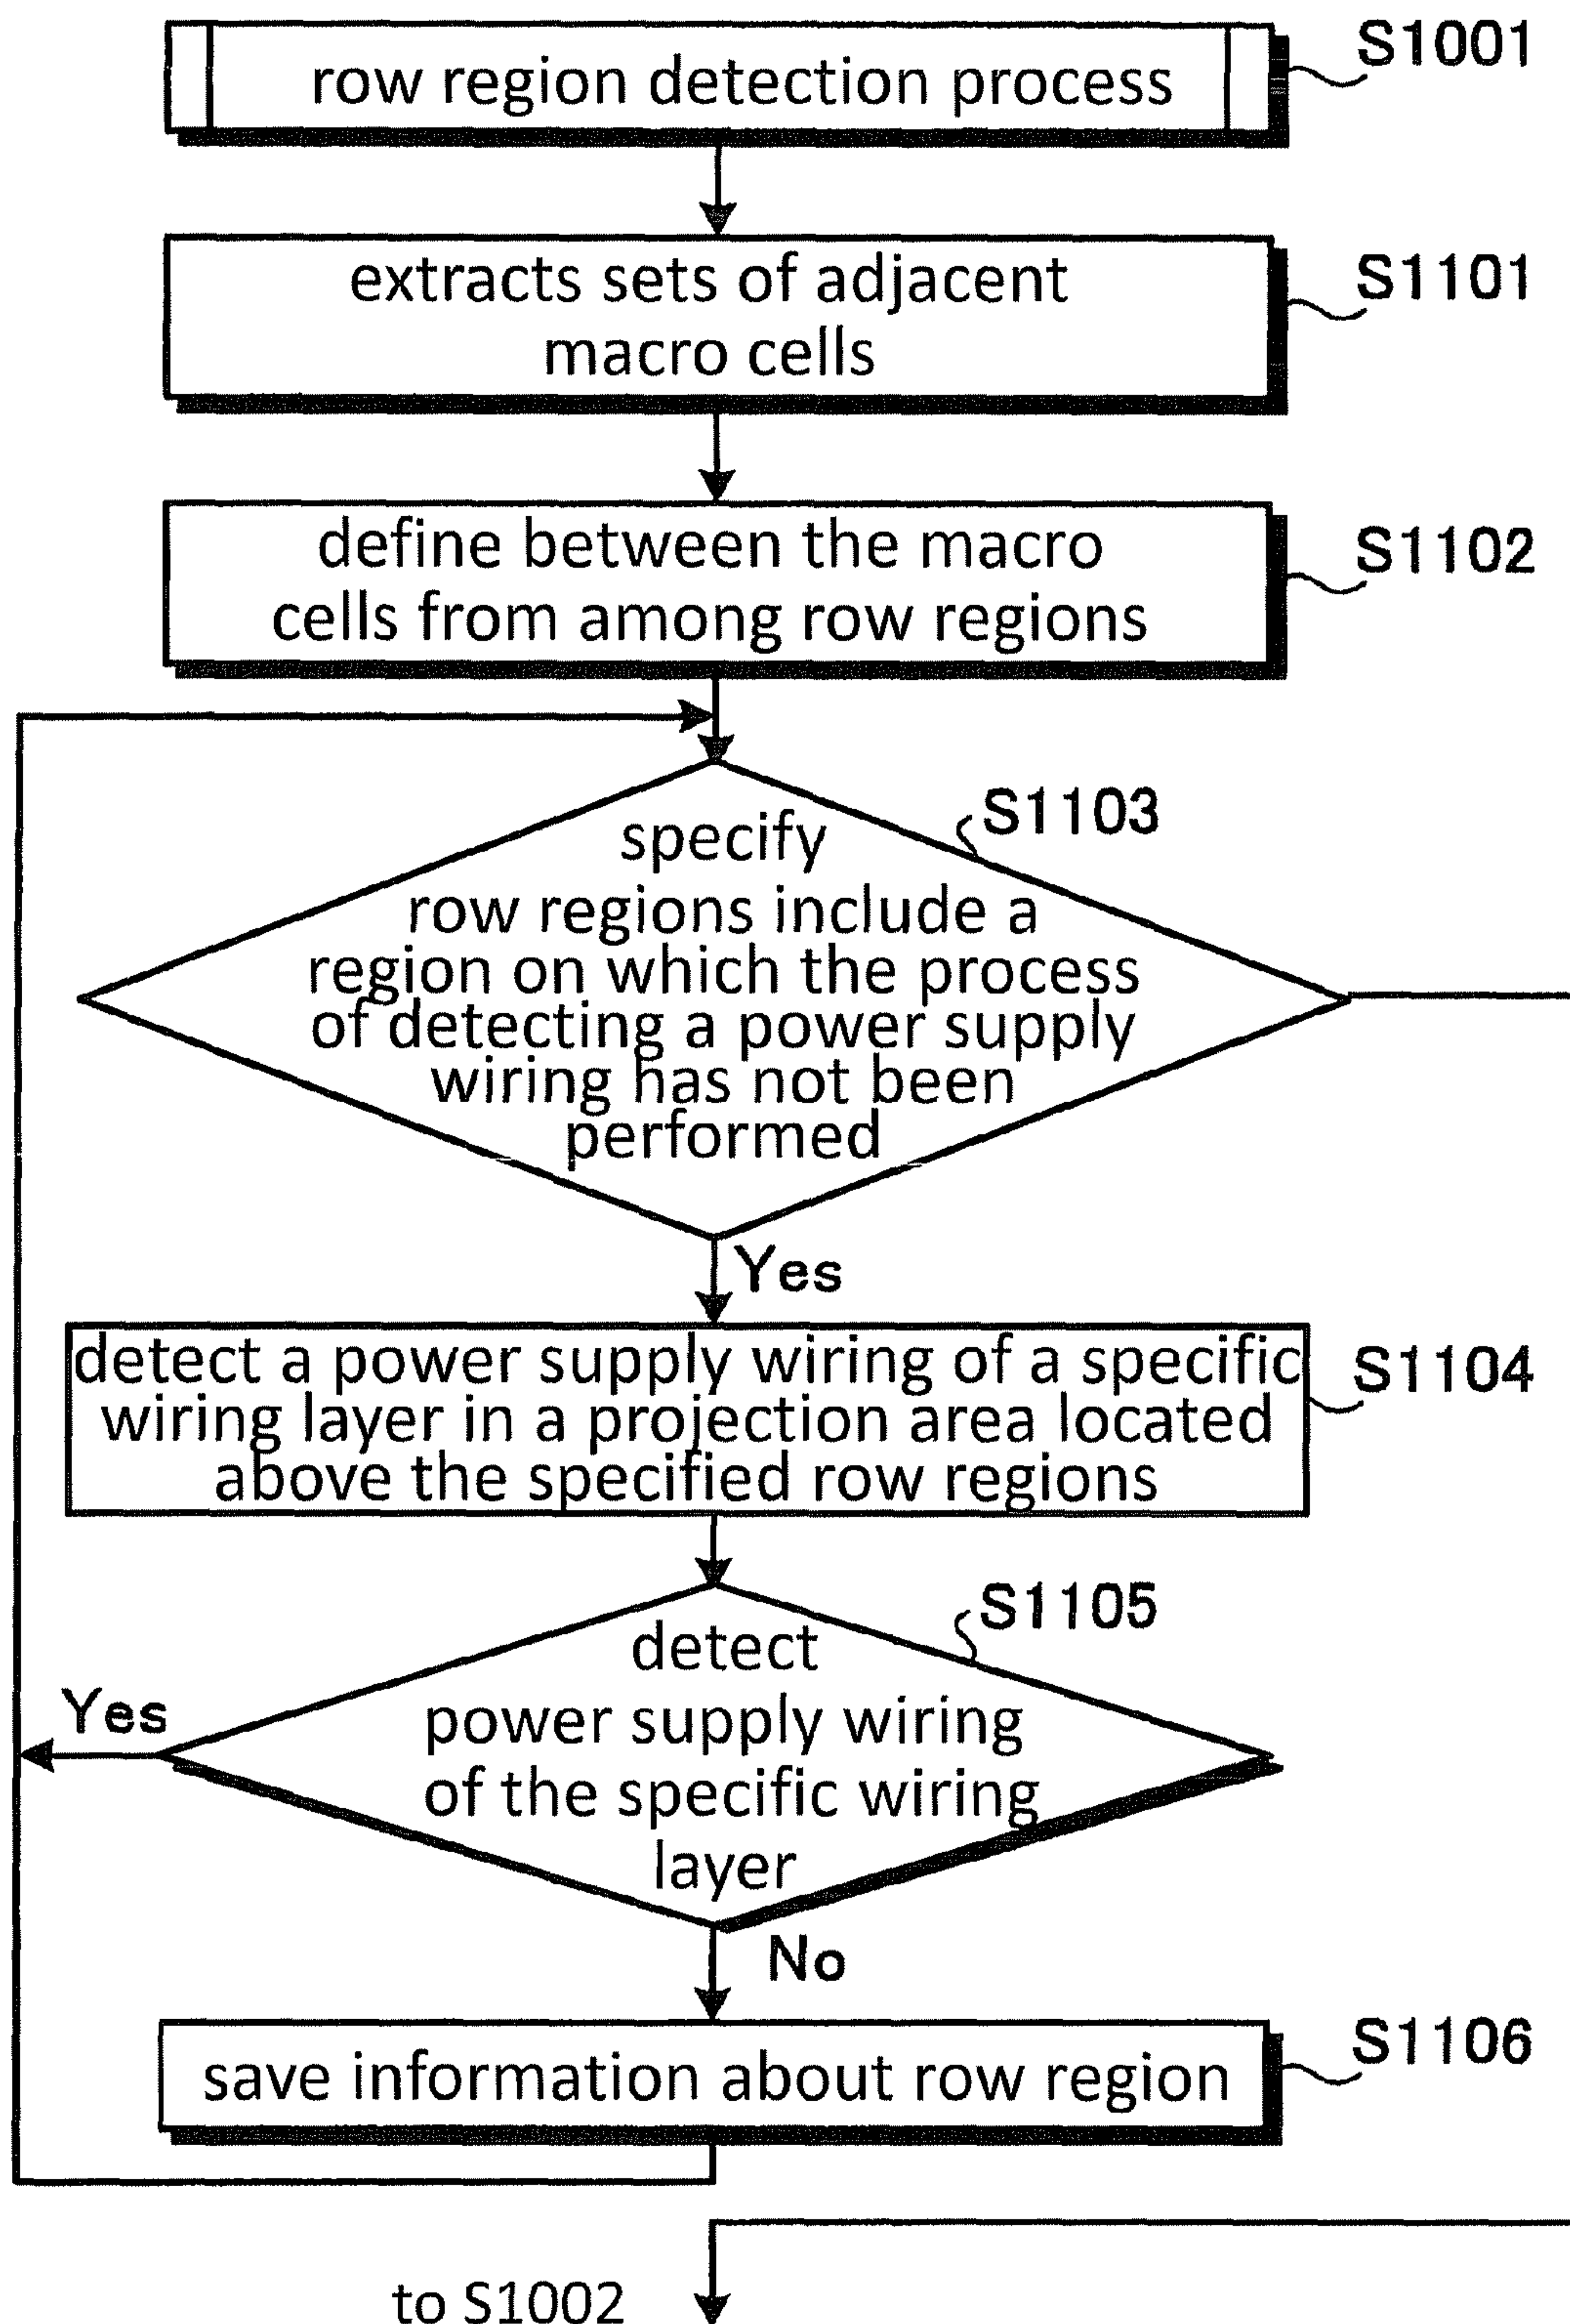 row region detection process
S1001
extracts sets of adjacent
macro cells
S1101
define between the macro
cells from among row regions
S1102
S1103
specify
row regions include a
region on which the process
of detecting a power supply
wiring has not been
performed
Yes
detect a power supply wiring of a specific
wiring layer in a projection area located
above the specified row regions
S1104
S1105
detect
power supply wiring
of the specific wiring
layer
Yes
No
save information about row region
S1106
to S1002